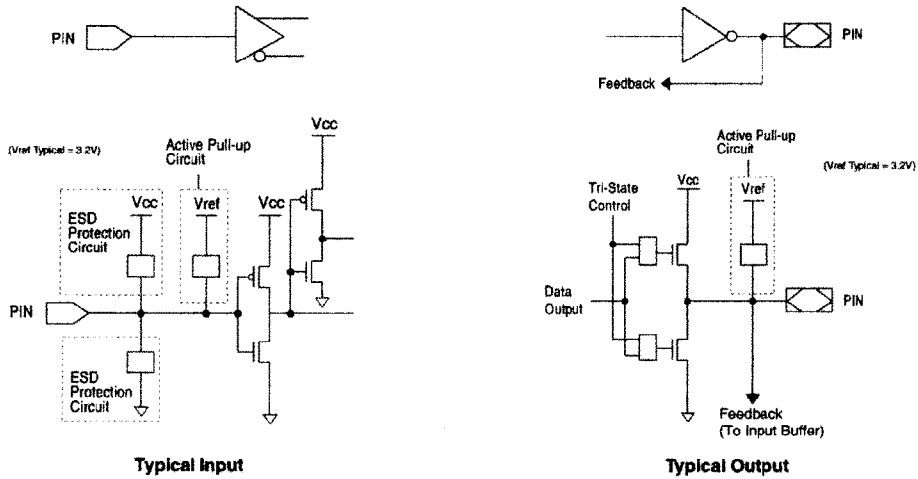 PIN
PIN
Feedback
(Vref Typical = 3.2V)
Active Pull-up
Circuit
Vcc
ESD
Protection
Circuit
Vcc
Vref
Vcc
PIN
ESD
Protection
Circuit
Typical Input
Active Pull-up
Circuit
(Vref Typical = 3.2V)
Tri-State
Control
Vcc
Vref
Data
Output
PIN
Feedback
(To Input Buffer)
Typical Output